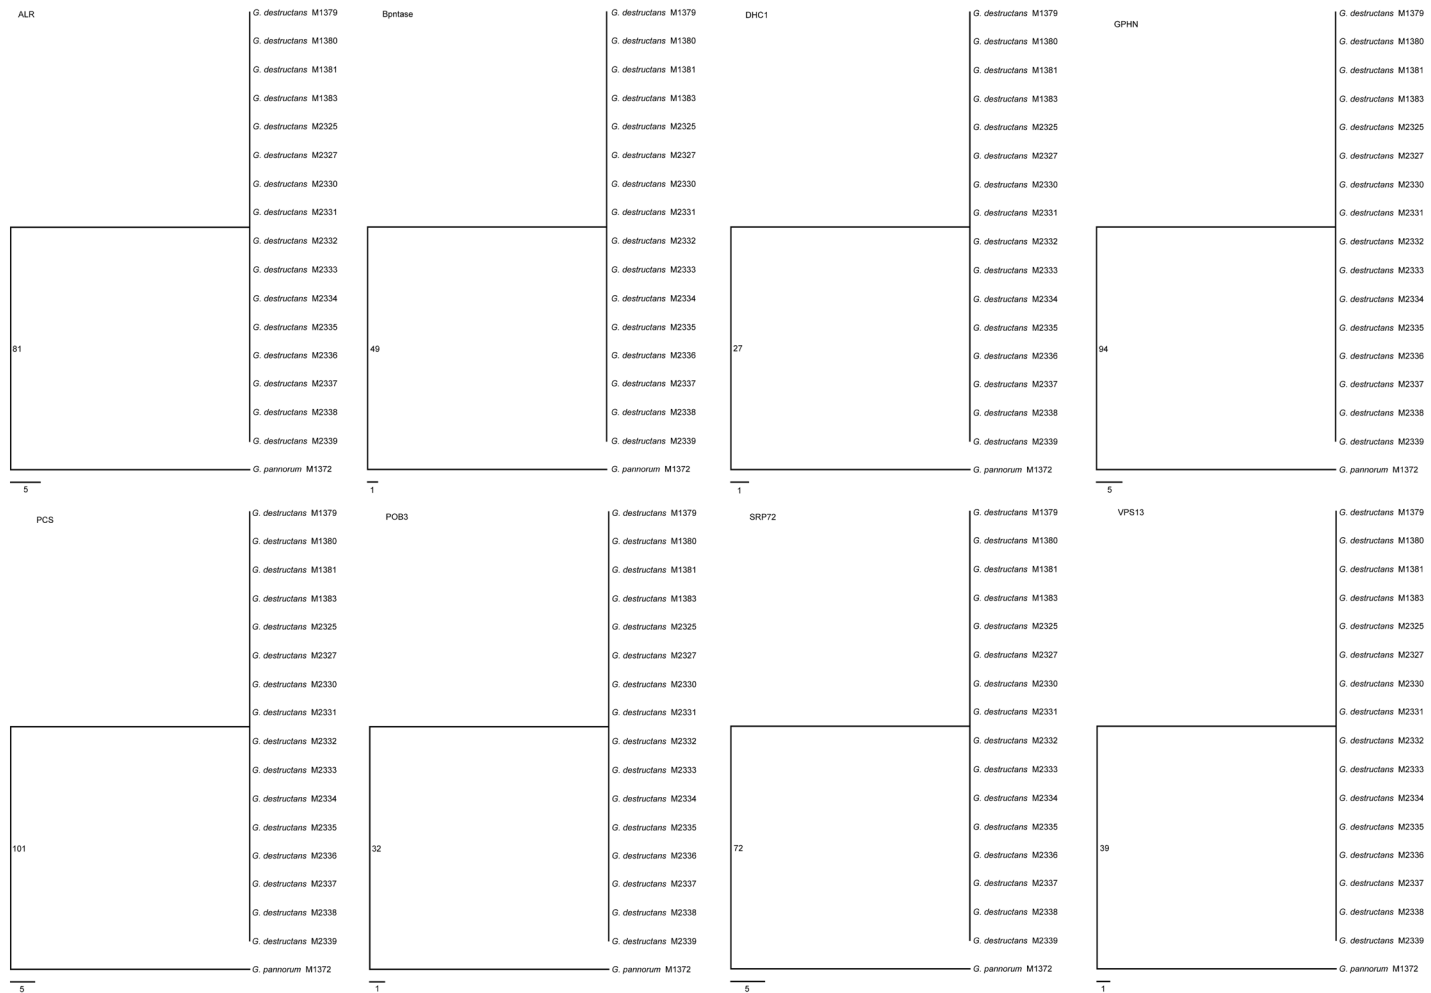 ALR
G. destructans M1379
G. destructans M1380
G. destructans M1381
G. destructans M1383
G. destructans M2325
G. destructans M2327
G. destructans M2330
G. destructans M2331
G. destructans M2332
G. destructans M2333
G. destructans M2334
G. destructans M2335
G. destructans M2336
G. destructans M2337
G. destructans M2338
G. destructans M2339
G. pannorum M1372
81
5
Bpntase
G. destructans M1379
G. destructans M1380
G. destructans M1381
G. destructans M1383
G. destructans M2325
G. destructans M2327
G. destructans M2330
G. destructans M2331
G. destructans M2332
G. destructans M2333
G. destructans M2334
G. destructans M2335
G. destructans M2336
G. destructans M2337
G. destructans M2338
G. destructans M2339
G. pannorum M1372
49
1
DHC1
G. destructans M1379
G. destructans M1380
G. destructans M1381
G. destructans M1383
G. destructans M2325
G. destructans M2327
G. destructans M2330
G. destructans M2331
G. destructans M2332
G. destructans M2333
G. destructans M2334
G. destructans M2335
G. destructans M2336
G. destructans M2337
G. destructans M2338
G. destructans M2339
G. pannorum M1372
27
1
GPHN
G. destructans M1379
G. destructans M1380
G. destructans M1381
G. destructans M1383
G. destructans M2325
G. destructans M2327
G. destructans M2330
G. destructans M2331
G. destructans M2332
G. destructans M2333
G. destructans M2334
G. destructans M2335
G. destructans M2336
G. destructans M2337
G. destructans M2338
G. destructans M2339
G. pannorum M1372
94
5
PCS
G. destructans M1379
G. destructans M1380
G. destructans M1381
G. destructans M1383
G. destructans M2325
G. destructans M2327
G. destructans M2330
G. destructans M2331
G. destructans M2332
G. destructans M2333
G. destructans M2334
G. destructans M2335
G. destructans M2336
G. destructans M2337
G. destructans M2338
G. destructans M2339
G. pannorum M1372
101
5
POB3
G. destructans M1379
G. destructans M1380
G. destructans M1381
G. destructans M1383
G. destructans M2325
G. destructans M2327
G. destructans M2330
G. destructans M2331
G. destructans M2332
G. destructans M2333
G. destructans M2334
G. destructans M2335
G. destructans M2336
G. destructans M2337
G. destructans M2338
G. destructans M2339
G. pannorum M1372
32
1
SRP72
G. destructans M1379
G. destructans M1380
G. destructans M1381
G. destructans M1383
G. destructans M2325
G. destructans M2327
G. destructans M2330
G. destructans M2331
G. destructans M2332
G. destructans M2333
G. destructans M2334
G. destructans M2335
G. destructans M2336
G. destructans M2337
G. destructans M2338
G. destructans M2339
G. pannorum M1372
72
5
VPS13
G. destructans M1379
G. destructans M1380
G. destructans M1381
G. destructans M1383
G. destructans M2325
G. destructans M2327
G. destructans M2330
G. destructans M2331
G. destructans M2332
G. destructans M2333
G. destructans M2334
G. destructans M2335
G. destructans M2336
G. destructans M2337
G. destructans M2338
G. destructans M2339
G. pannorum M1372
39
1